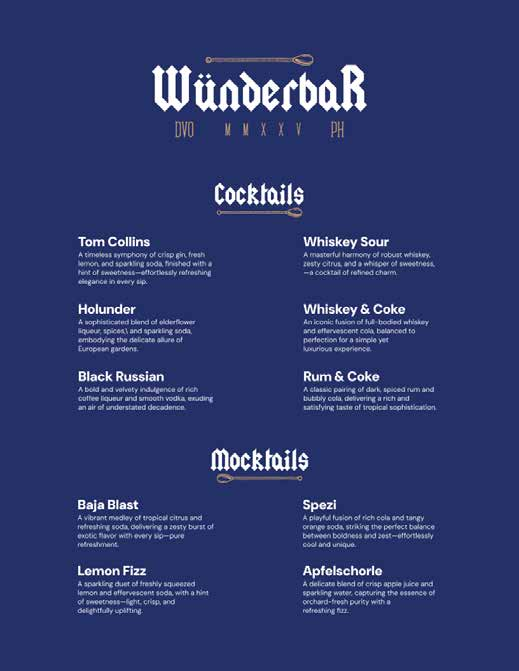 WünderbaR
DVO MMXXV PH
Cocktails
Tom Collins
A timeless symphony of crisp gin, fresh
lemon, and sparkling soda, finished with a
hint of sweetness—effortlessly refreshing
elegance in every sip.
Whiskey Sour
A masterful harmony of robust whiskey,
zesty citrus, and a whisper of sweetness,
—a cocktail of refined charm.
Holunder
A sophisticated blend of elderflower
liqueur, spices,\ and sparkling soda,
embodying the delicate allure of
European gardens.
Whiskey & Coke
An iconic fusion of full-bodied whiskey
and effervescent cola, balanced to
perfection for a simple yet
luxurious experience.
Black Russian
A bold and velvety indulgence of rich
coffee liqueur and smooth vodka, exuding
an air of understated decadence.
Rum & Coke
A classic pairing of dark, spiced rum and
bubbly cola, delivering a rich and
satisfying taste of tropical sophistication.
Mocktails
Baja Blast
A vibrant medley of tropical citrus and
refreshing soda, delivering a zesty burst of
exotic flavor with every sip—pure
refreshment.
Spezi
A playful fusion of rich cola and tangy
orange soda, striking the perfect balance
between boldness and zest—effortlessly
cool and unique.
Lemon Fizz
A sparkling duet of freshly squeezed
lemon and effervescent soda, with a hint
of sweetness—light, crisp, and
delightfully uplifting.
Apfelschorle
A delicate blend of crisp apple juice and
sparkling water, capturing the essence of
orchard-fresh purity with a
refreshing fizz.